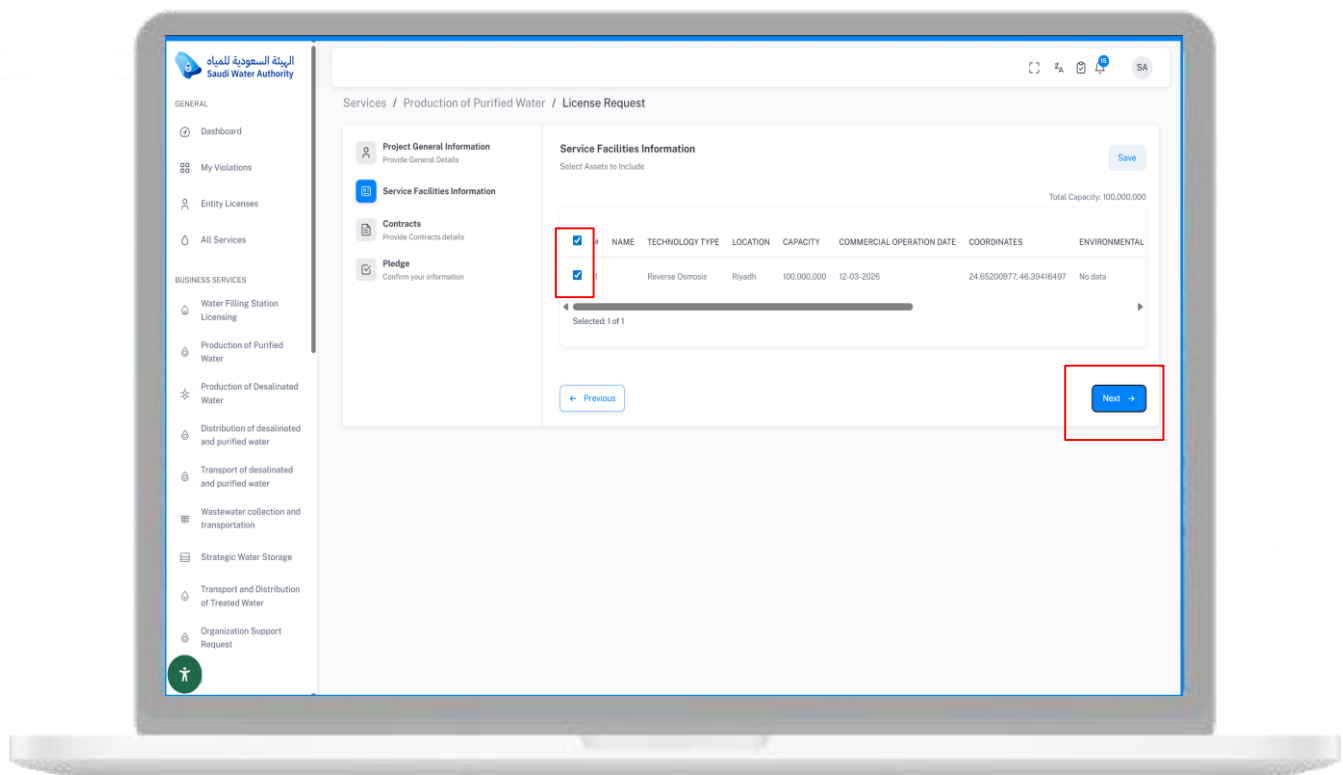 الهيئة السعودية للمياه
Saudi Water Authority
GENERAL
Dashboard
My Violations
Entity Licenses
All Services
BUSINESS SERVICES
Water Filling Station
Licensing
Production of Purified
Water
Production of Desalinated
Water
Distribution of desalinated
and purified water
Transport of desalinated
and purified water
Wastewater collection and
transportation
Strategic Water Storage
Transport and Distribution
of Treated Water
Organization Support
Request
SA
Services / Production of Purified Water / License Request
Project General Information
Provide General Details
Service Facilities Information
Contracts
Provide Contracts details
Pledge
Confirm your information
Service Facilities Information
Select Assets to Include
Save
Total Capacity: 100,000,000
# NAME TECHNOLOGY TYPE LOCATION CAPACITY COMMERCIAL OPERATION DATE COORDINATES ENVIRONMENTAL
1 Reverse Osmosis Riyadh 100,000,000 12-03-2026 24.65200977, 46.39416497 No data
Selected: 1 of 1
← Previous
Next →